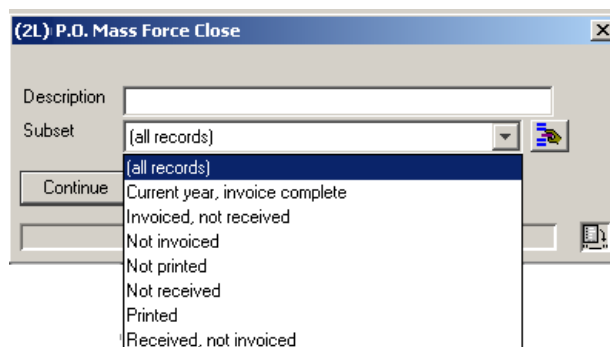 (2L) P.O. Mass Force Close
Description
Subset
(all records)
(all records)
Continue
Current year, invoice complete
Invoiced, not received
Not invoiced
Not printed
Not received
Printed
Received, not invoiced